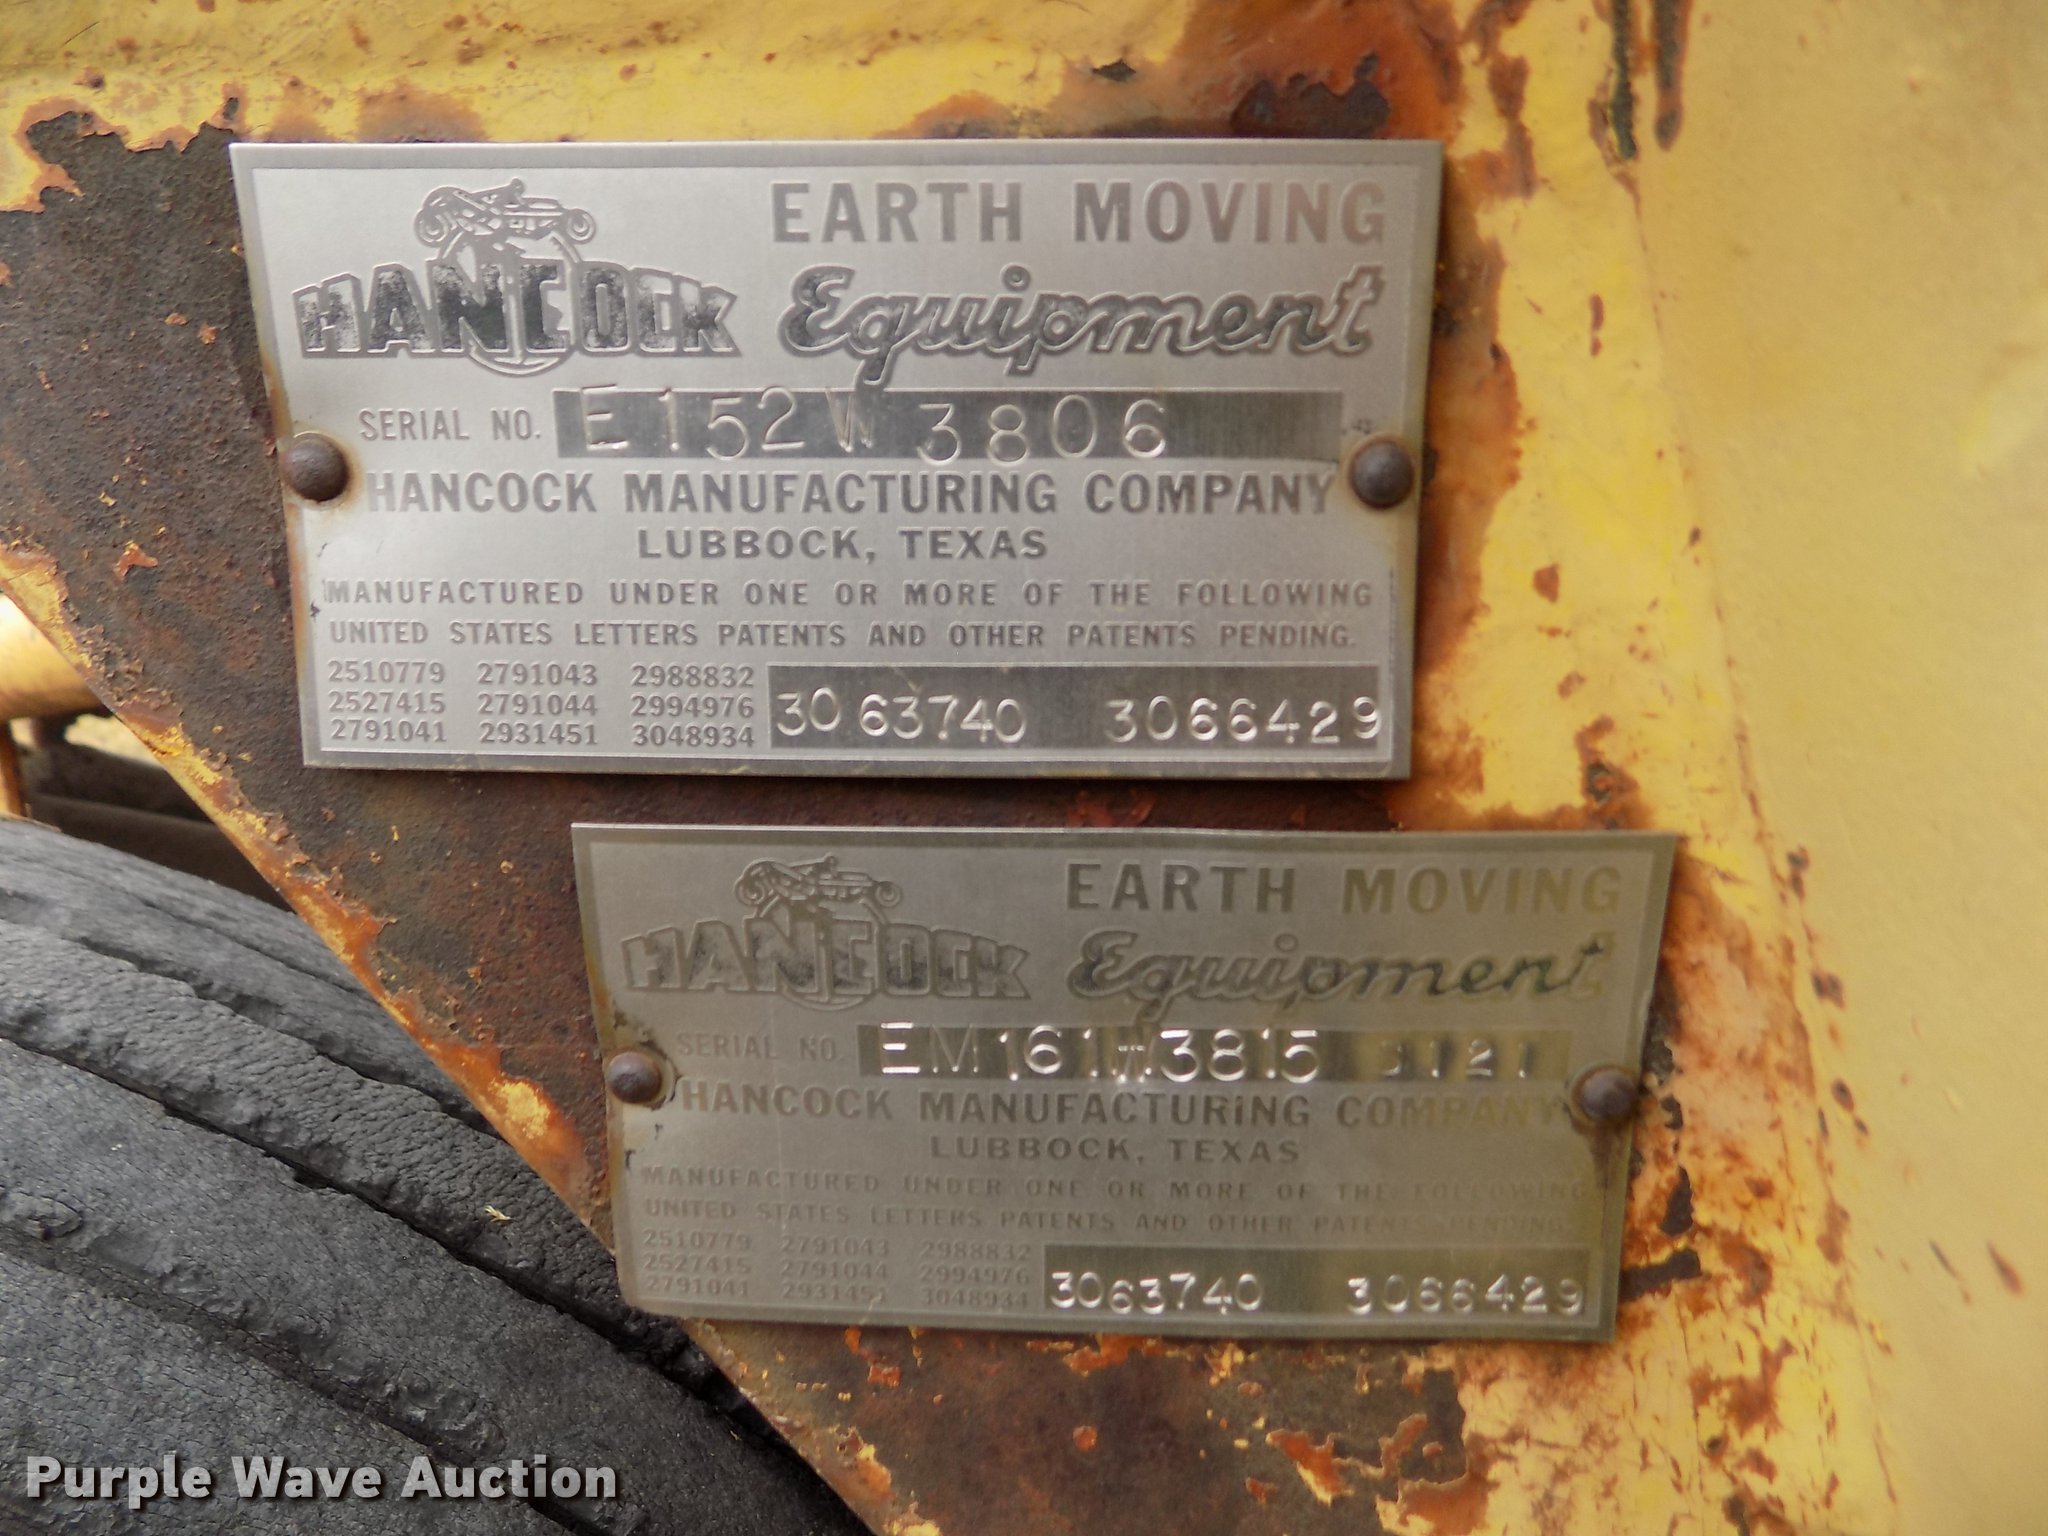 EARTH MOVING
HANCOCK Equipment
SERIAL NO. E152W 3806
HANCOCK MANUFACTURING COMPANY
LUBBOCK, TEXAS
MANUFACTURED UNDER ONE OR MORE OF THE FOLLOWING
UNITED STATES LETTERS PATENTS AND OTHER PATENTS PENDING.
2510779 2791043 2988832
2527415 2791044 2994976
2791041 2931451 3048934
3063740 3066429
EARTH MOVING
HANCOCK Equipment
SERIAL NO. EM161W3815
HANCOCK MANUFACTURING COMPANY
LUBBOCK, TEXAS
MANUFACTURED UNDER ONE OR MORE OF THE FOLLOWING
UNITED STATES LETTERS PATENTS AND OTHER PATENTS PENDING.
2510779 2791043 2988832
2527415 2791044 2994976
2791041 2931451 3048934
3063740 3066429
Purple Wave Auction